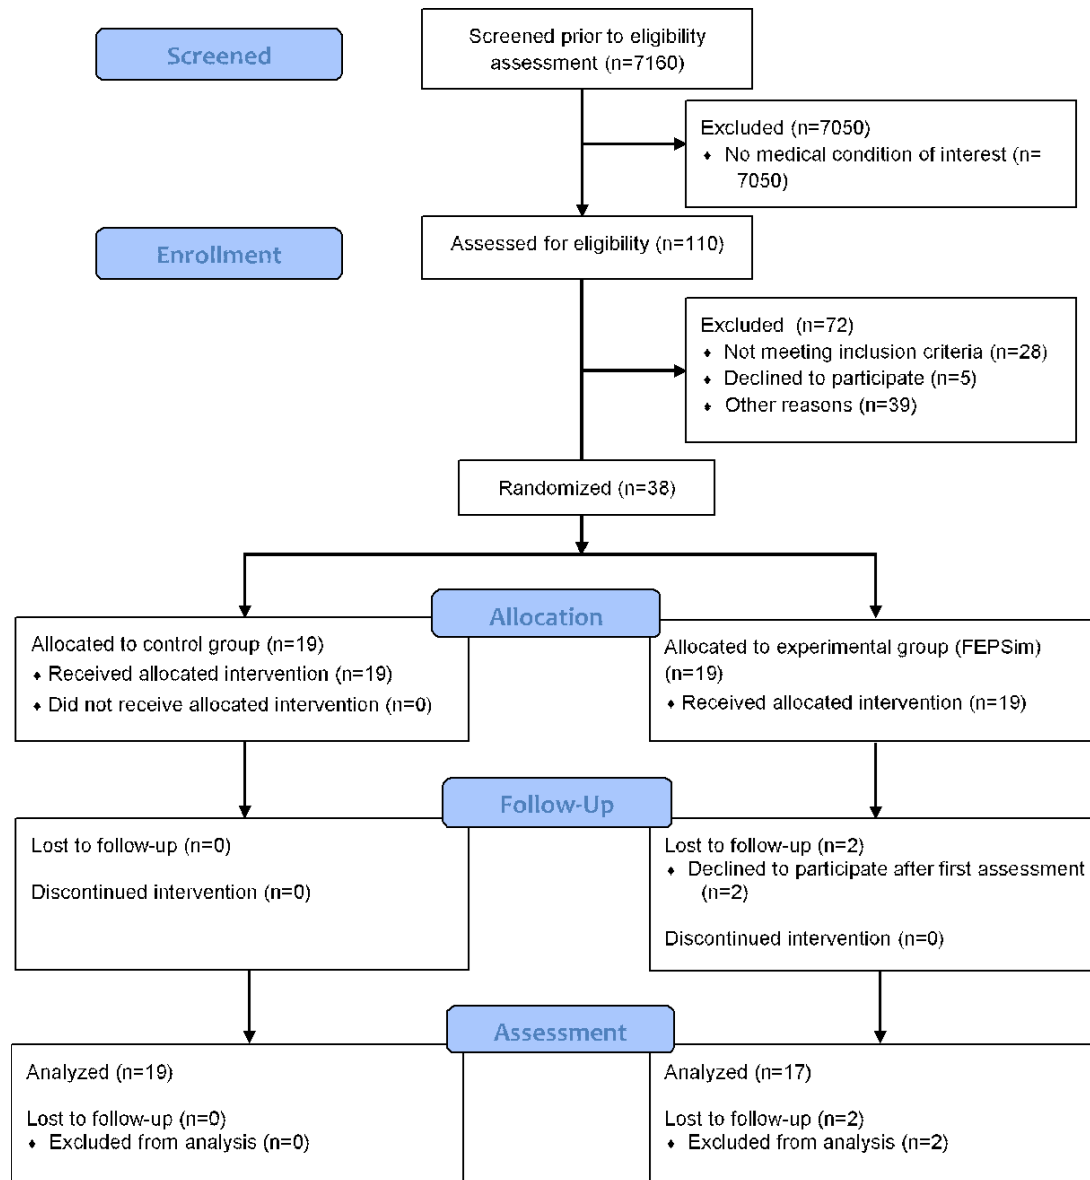 Screened
Screened prior to eligibility
assessment (n=7160)
Excluded (n=7050)
♦ No medical condition of interest (n=
7050)
Enrollment
Assessed for eligibility (n=110)
Excluded (n=72)
♦ Not meeting inclusion criteria (n=28)
♦ Declined to participate (n=5)
♦ Other reasons (n=39)
Randomized (n=38)
Allocation
Allocated to control group (n=19)
♦ Received allocated intervention (n=19)
♦ Did not receive allocated intervention (n=0)
Allocated to experimental group (FEPSim)
(n=19)
♦ Received allocated intervention (n=19)
Follow-Up
Lost to follow-up (n=0)
Discontinued intervention (n=0)
Lost to follow-up (n=2)
♦ Declined to participate after first assessment
(n=2)
Discontinued intervention (n=0)
Assessment
Analyzed (n=19)
Lost to follow-up (n=0)
♦ Excluded from analysis (n=0)
Analyzed (n=17)
Lost to follow-up (n=2)
♦ Excluded from analysis (n=2)